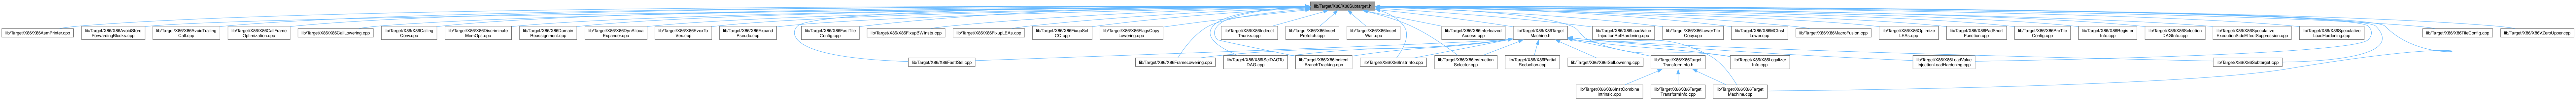 lib/Target/X86/X86Subtarget.h
lib/Target/X86/X86AsmPrinter.cpp
lib/Target/X86/X86AvoidStore
ForwardingBlocks.cpp
lib/Target/X86/X86AvoidTrailing
Call.cpp
lib/Target/X86/X86CallFrame
Optimization.cpp
lib/Target/X86/X86CallLowering.cpp
lib/Target/X86/X86Calling
Conv.cpp
lib/Target/X86/X86Discriminate
MemOps.cpp
lib/Target/X86/X86Domain
Reassignment.cpp
lib/Target/X86/X86DynAlloca
Expander.cpp
lib/Target/X86/X86EvexTo
Vex.cpp
lib/Target/X86/X86Expand
Pseudo.cpp
lib/Target/X86/X86FastTile
Config.cpp
lib/Target/X86/X86FixupBWInsts.cpp
lib/Target/X86/X86FixupLEAs.cpp
lib/Target/X86/X86FixupSet
CC.cpp
lib/Target/X86/X86FlagsCopy
Lowering.cpp
lib/Target/X86/X86Indirect
Thunks.cpp
lib/Target/X86/X86Insert
Prefetch.cpp
lib/Target/X86/X86Insert
Wait.cpp
lib/Target/X86/X86Interleaved
Access.cpp
lib/Target/X86/X86Target
Machine.h
lib/Target/X86/X86LoadValue
InjectionRetHardening.cpp
lib/Target/X86/X86LowerTile
Copy.cpp
lib/Target/X86/X86MCInst
Lower.cpp
lib/Target/X86/X86MacroFusion.cpp
lib/Target/X86/X86Optimize
LEAs.cpp
lib/Target/X86/X86PadShort
Function.cpp
lib/Target/X86/X86PreTile
Config.cpp
lib/Target/X86/X86Register
Info.cpp
lib/Target/X86/X86Selection
DAGInfo.cpp
lib/Target/X86/X86Speculative
ExecutionSideEffectSuppression.cpp
lib/Target/X86/X86Speculative
LoadHardening.cpp
lib/Target/X86/X86TileConfig.cpp
lib/Target/X86/X86VZeroUpper.cpp
lib/Target/X86/X86FastISel.cpp
lib/Target/X86/X86FrameLowering.cpp
lib/Target/X86/X86ISelDAGTo
DAG.cpp
lib/Target/X86/X86Indirect
BranchTracking.cpp
lib/Target/X86/X86InstrInfo.cpp
lib/Target/X86/X86Instruction
Selector.cpp
lib/Target/X86/X86Partial
Reduction.cpp
lib/Target/X86/X86ISelLowering.cpp
lib/Target/X86/X86Target
TransformInfo.h
lib/Target/X86/X86Legalizer
Info.cpp
lib/Target/X86/X86LoadValue
InjectionLoadHardening.cpp
lib/Target/X86/X86Subtarget.cpp
lib/Target/X86/X86InstCombine
Intrinsic.cpp
lib/Target/X86/X86Target
TransformInfo.cpp
lib/Target/X86/X86Target
Machine.cpp